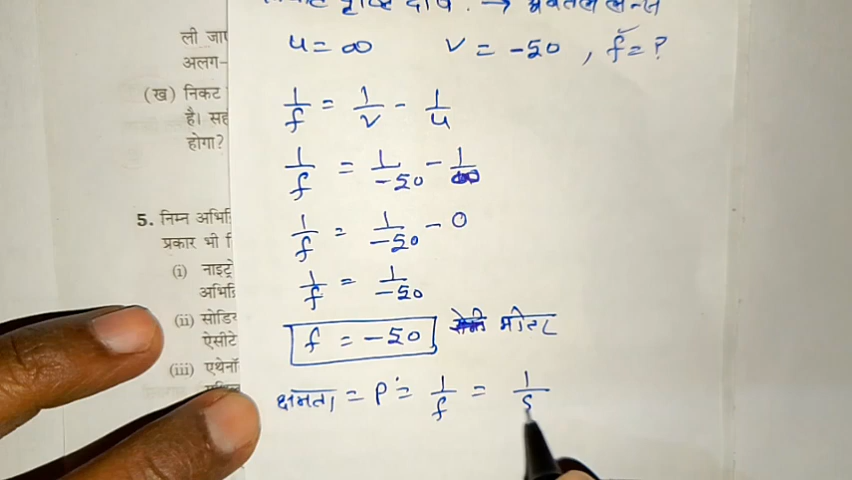 दृष्टि दोष → अवतल लेन्स
ली जा
u = ∞ v = -50 , f = ?
अलग-
(ख) निकट
है। सह
होगा?
1/f = 1/v - 1/u
1/f = 1/-50 - 1/∞
5. निम्न अभिक्रि
प्रकार भी
1/f = 1/-50 - 0
(i) नाइट्रो
अभिक्रि
1/f = 1/-50
(ii) सोडिय
ऐसीटे
f = -50 मीटर
(iii) एथेनॉ
क्षमता = P = 1/f = 1/